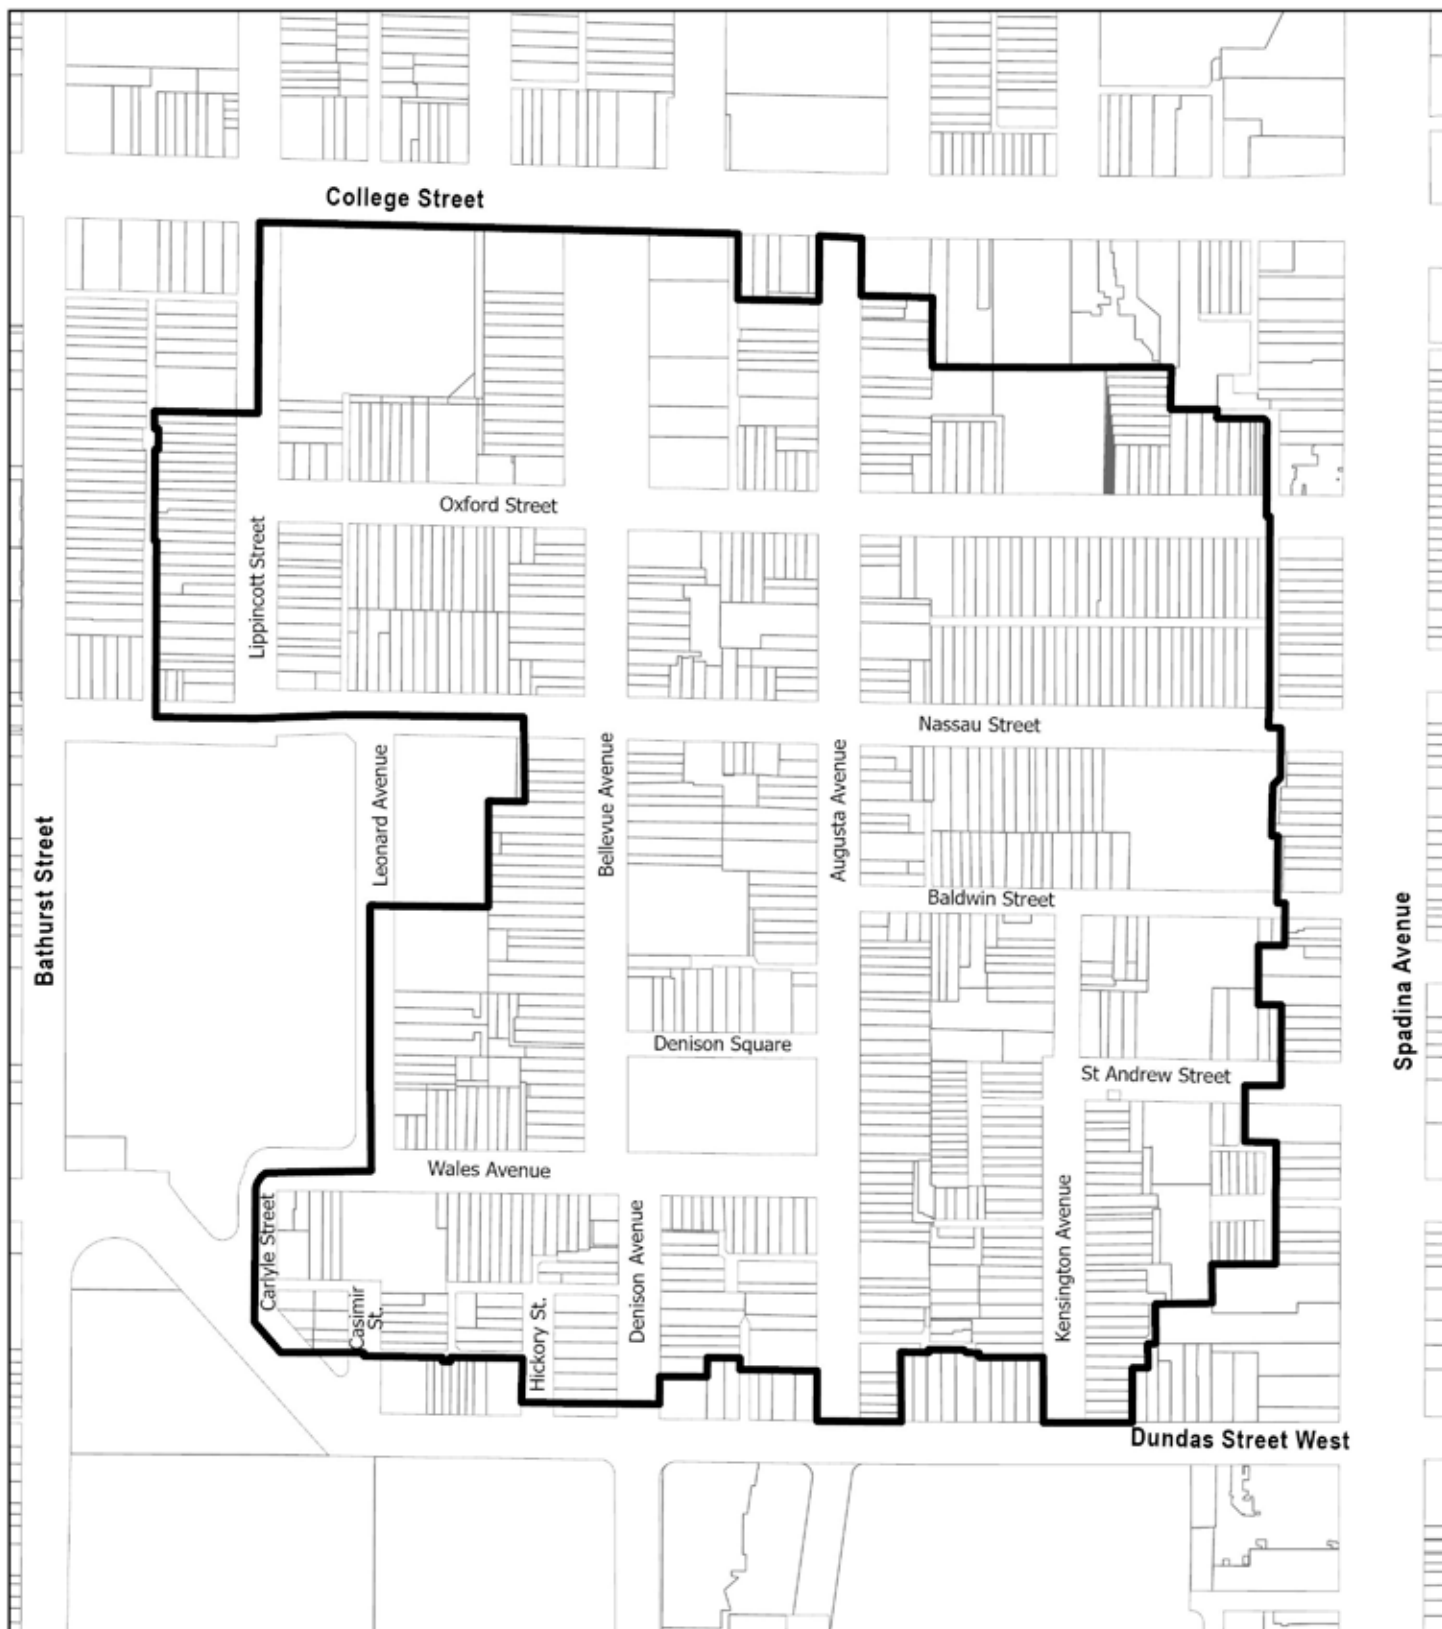 College Street
Oxford Street
Lippincott Street
Nassau Street
Leonard Avenue
Bellevue Avenue
Augusta Avenue
Bathurst Street
Baldwin Street
Spadina Avenue
Denison Square
St Andrew Street
Wales Avenue
Carlyle Street
Casimir
St.
Hickory St.
Denison Avenue
Kensington Avenue
Dundas Street West